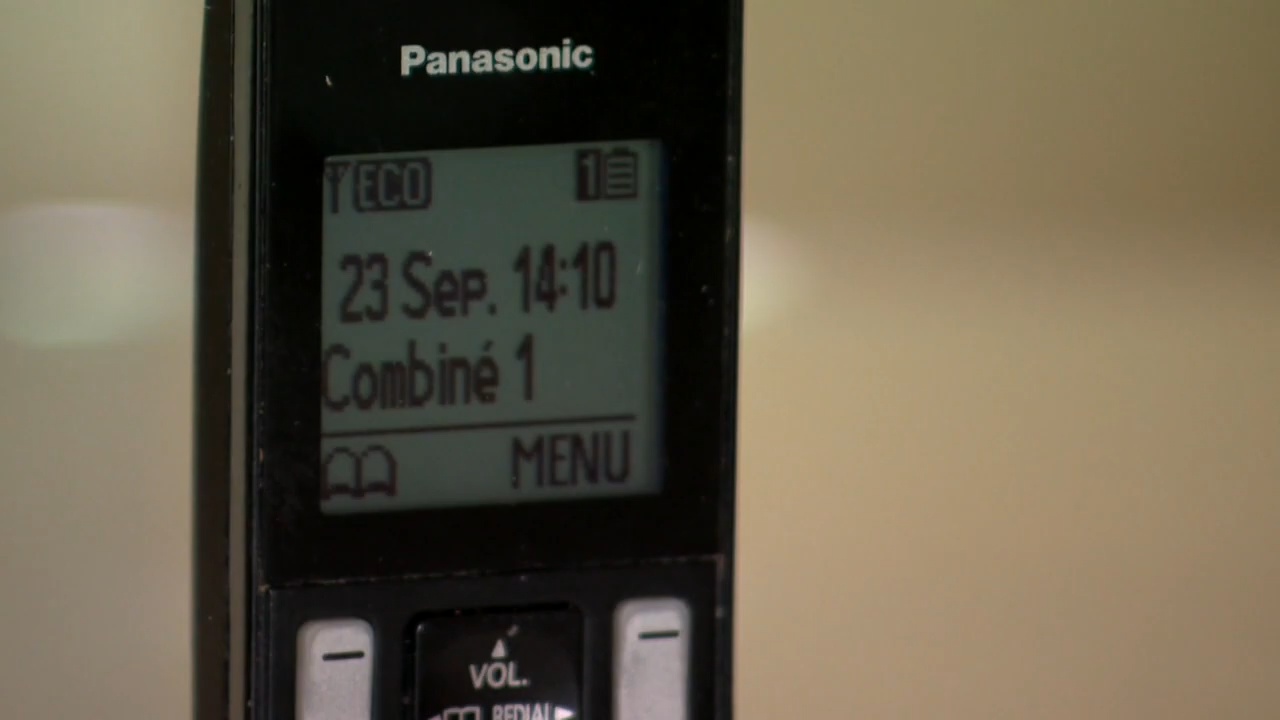 Panasonic
ECO 1
23 Sep. 14:10
Combiné 1
MENU
VOL.
REDIAL